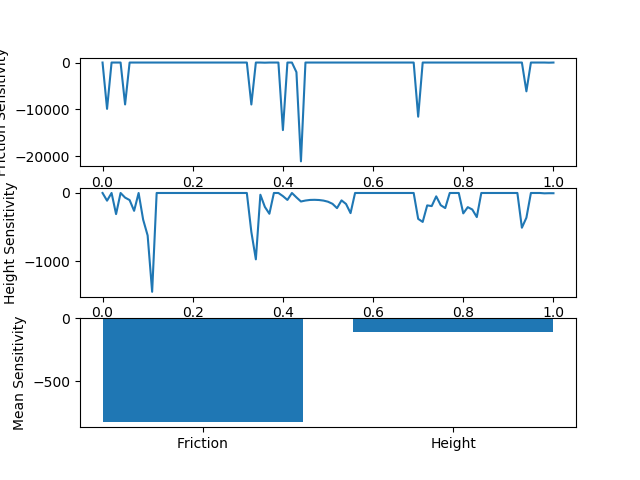 Friction Sensitivity
0
−10000
−20000
0.0 0.2 0.4 0.6 0.8 1.0
Height Sensitivity
0
−1000
0.0 0.2 0.4 0.6 0.8 1.0
Mean Sensitivity
0
−500
Friction Height